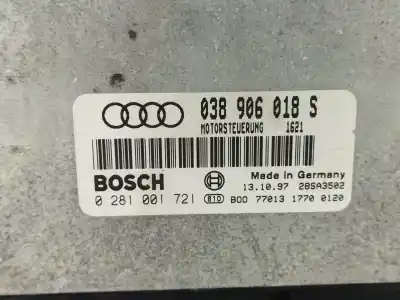 038 906 018 S
MOTORSTEUERUNG 1621
BOSCH
Made in Germany
13.10.97 28SA3502
0 281 001 721 810 B00 77013 1770 0120